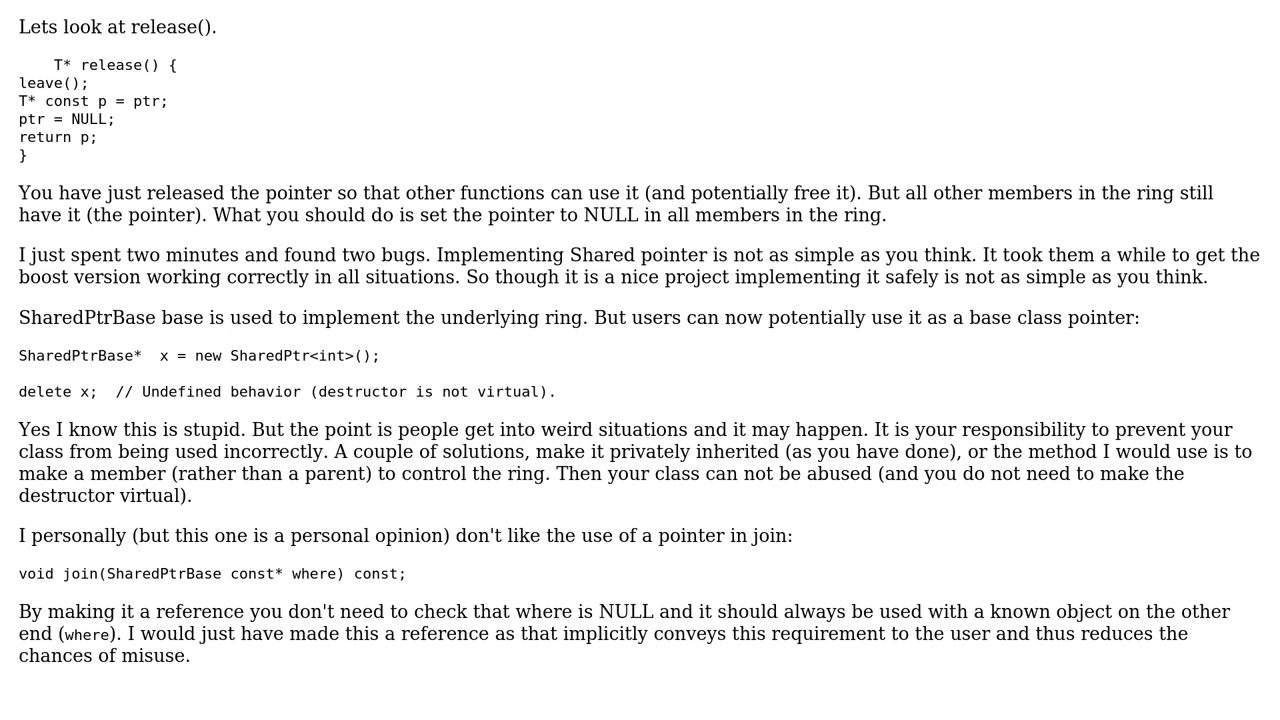 Lets look at release().
    T* release() {
leave();
T* const p = ptr;
ptr = NULL;
return p;
}
You have just released the pointer so that other functions can use it (and potentially free it). But all other members in the ring still
have it (the pointer). What you should do is set the pointer to NULL in all members in the ring.
I just spent two minutes and found two bugs. Implementing Shared pointer is not as simple as you think. It took them a while to get the
boost version working correctly in all situations. So though it is a nice project implementing it safely is not as simple as you think.
SharedPtrBase base is used to implement the underlying ring. But users can now potentially use it as a base class pointer:
SharedPtrBase*  x = new SharedPtr<int>();
delete x;  // Undefined behavior (destructor is not virtual).
Yes I know this is stupid. But the point is people get into weird situations and it may happen. It is your responsibility to prevent your
class from being used incorrectly. A couple of solutions, make it privately inherited (as you have done), or the method I would use is to
make a member (rather than a parent) to control the ring. Then your class can not be abused (and you do not need to make the
destructor virtual).
I personally (but this one is a personal opinion) don't like the use of a pointer in join:
void join(SharedPtrBase const* where) const;
By making it a reference you don't need to check that where is NULL and it should always be used with a known object on the other
end (where). I would just have made this a reference as that implicitly conveys this requirement to the user and thus reduces the
chances of misuse.